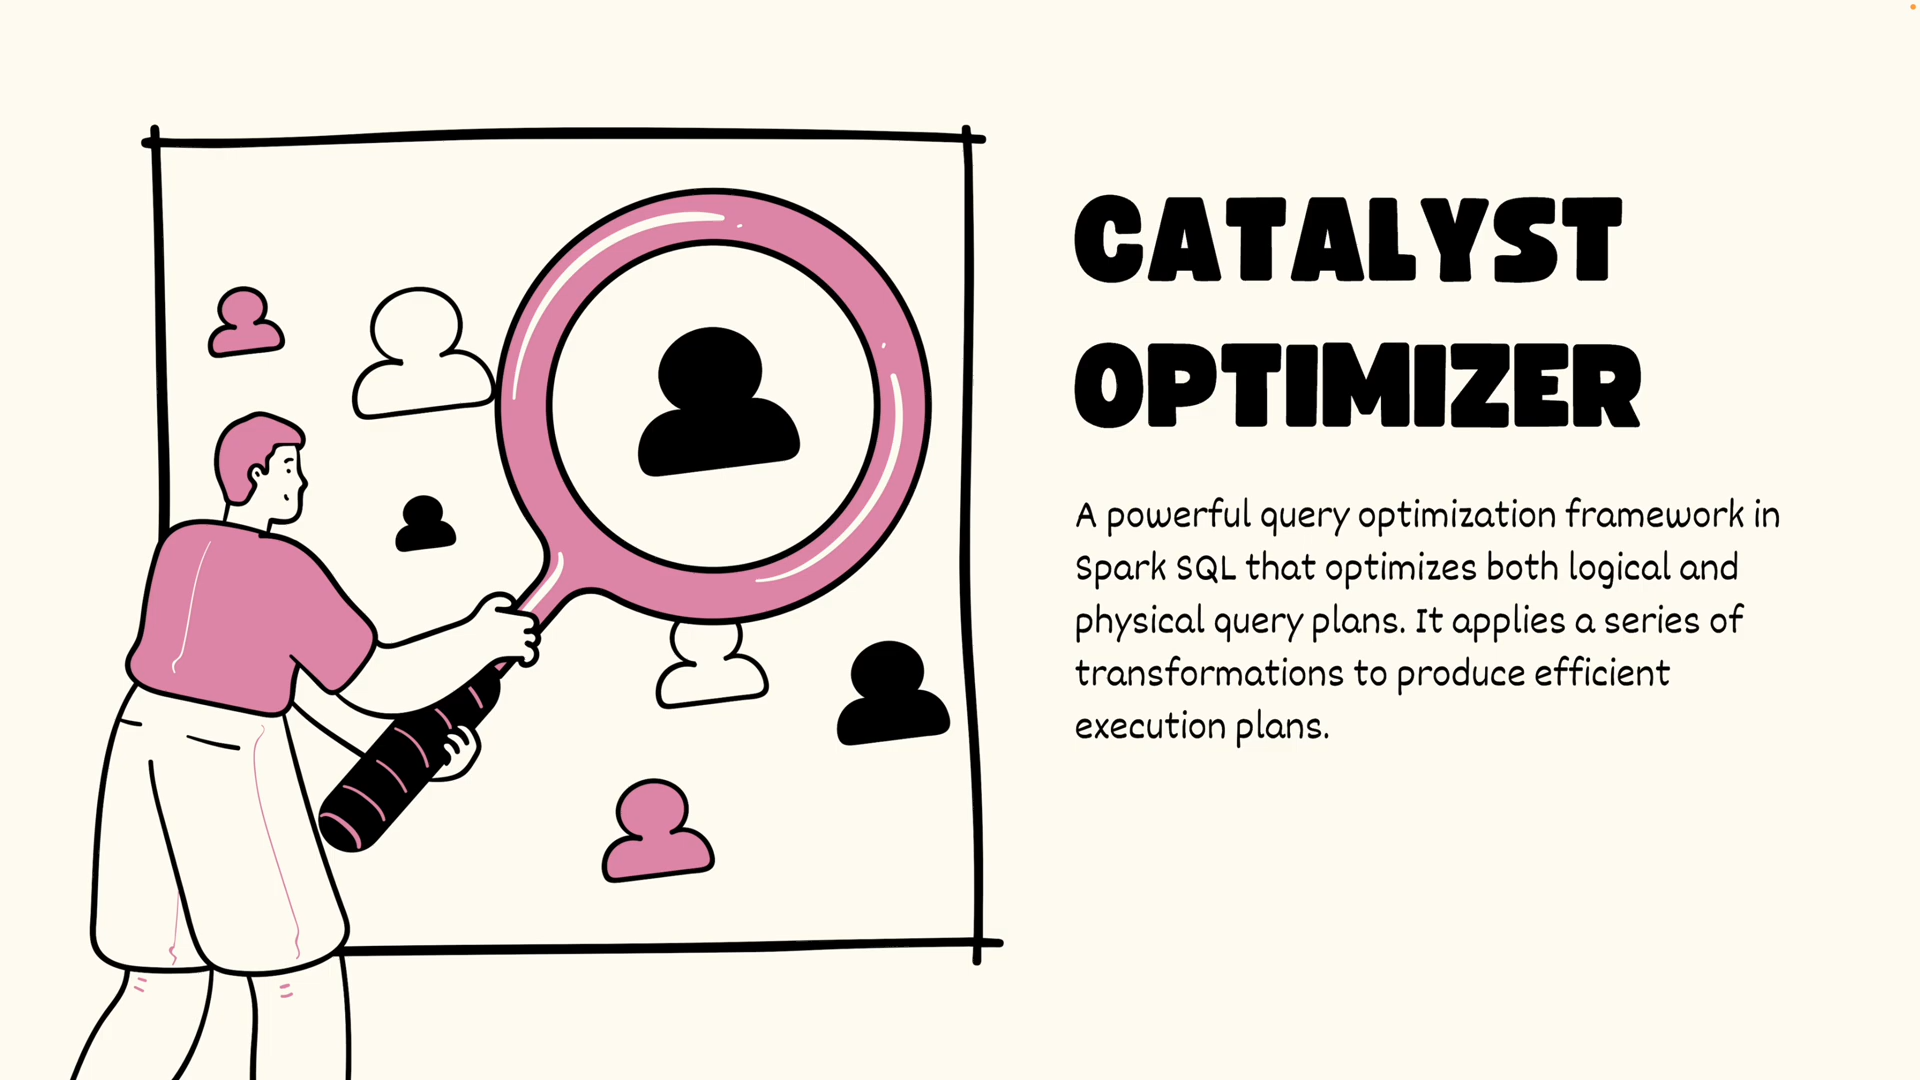 CATALYST
OPTIMIZER
A powerful query optimization framework in
Spark SQL that optimizes both logical and
physical query plans. It applies a series of
transformations to produce efficient
execution plans.